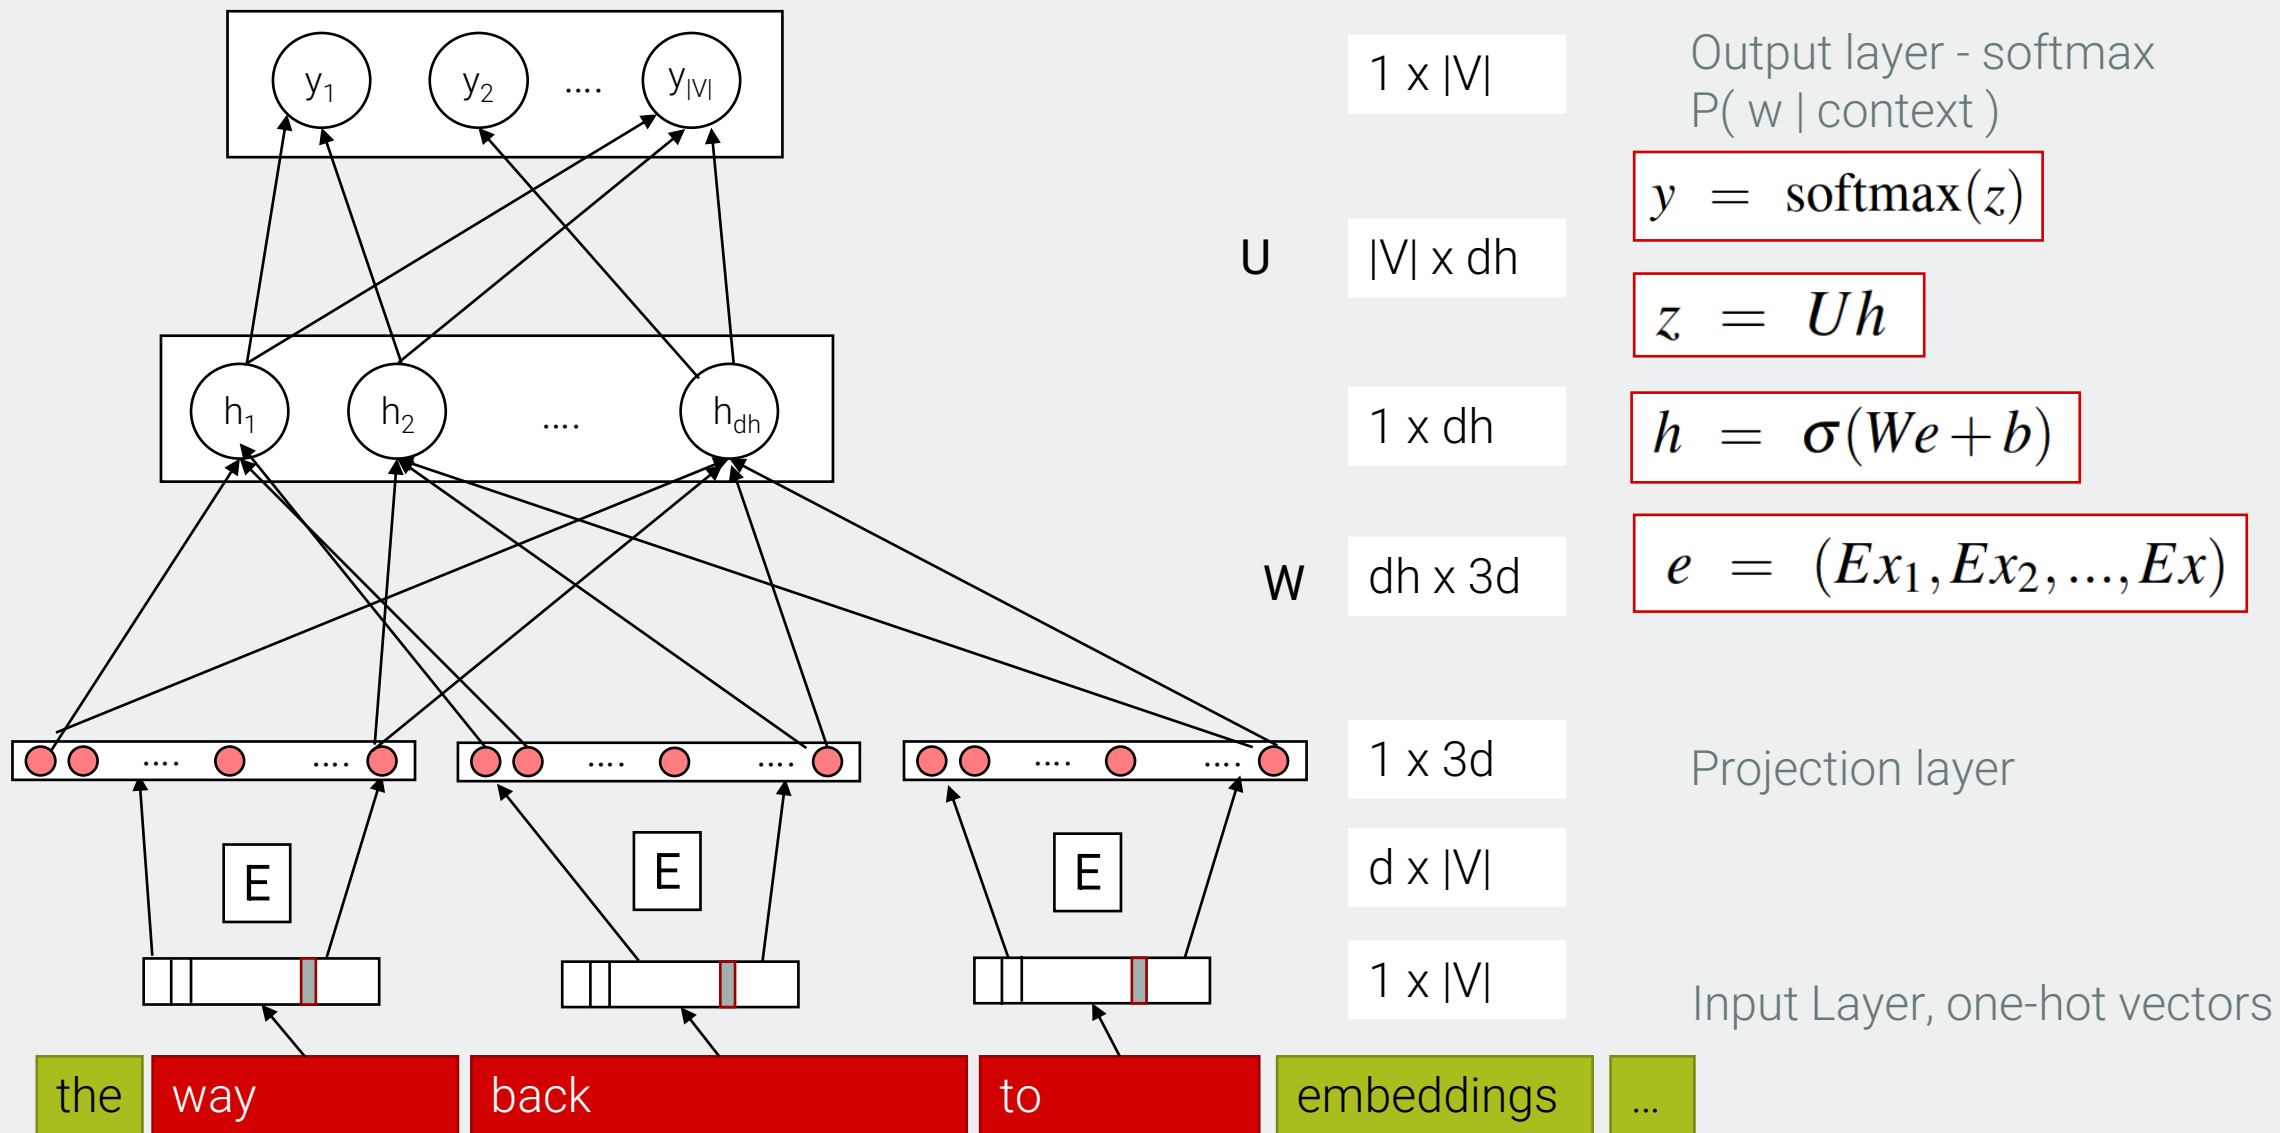 y1 y2 .... y|V|
1 x |V|
Output layer - softmax
P( w | context )
y = softmax(z)
U
|V| x dh
z = Uh
h1 h2 .... hdh
1 x dh
h = σ(We + b)
W
dh x 3d
e = (Ex1, Ex2, ..., Ex)
.... .... .... .... .... ....
1 x 3d
Projection layer
E E E
d x |V|
1 x |V|
Input Layer, one-hot vectors
the way back to embeddings ...